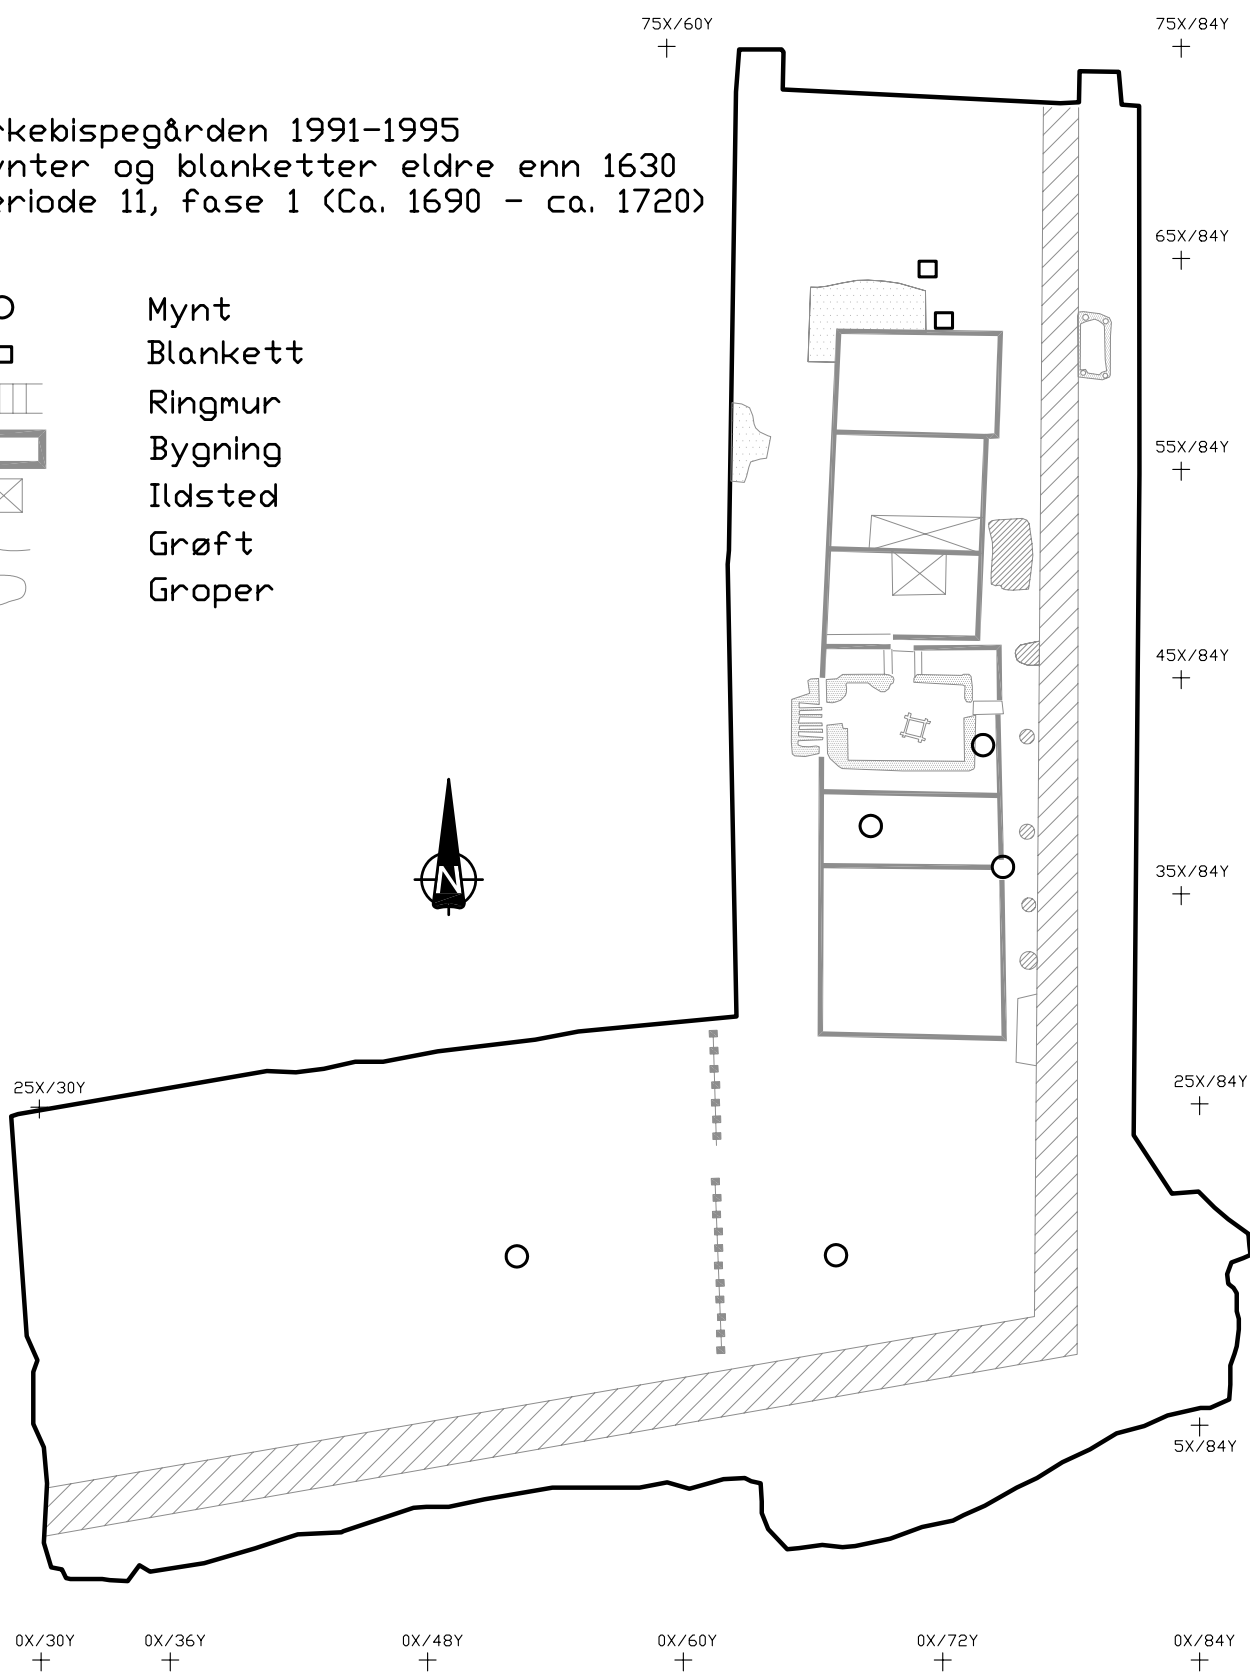 75X/60Y
75X/84Y
rkebispegården 1991-1995
ynter og blanketter eldre enn 1630
eriode 11, fase 1 (Ca. 1690 - ca. 1720)
65X/84Y
Mynt
Blankett
Ringmur
Bygning
Ildsted
Grøft
Groper
55X/84Y
45X/84Y
35X/84Y
N
25X/30Y
25X/84Y
5X/84Y
0X/30Y
0X/36Y
0X/48Y
0X/60Y
0X/72Y
0X/84Y